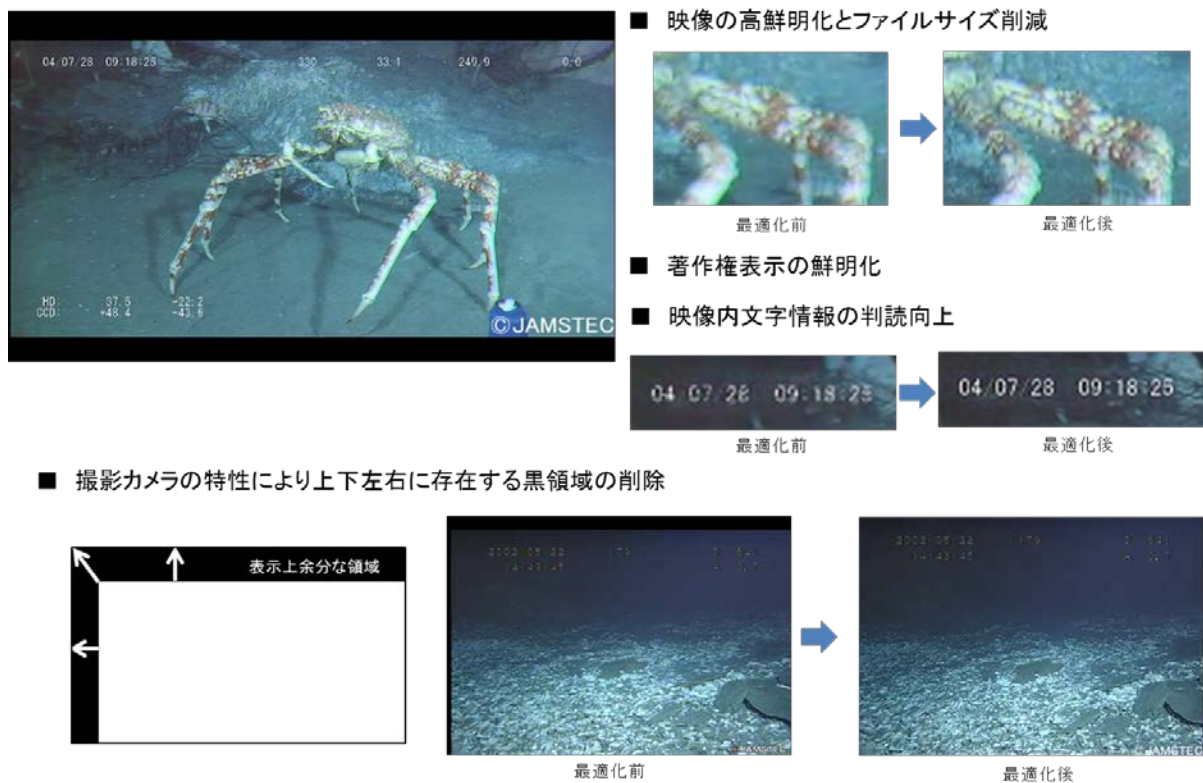 04/07/28 09:18:25 330 33.1 249.9 0.0
HD: 37.5 -22.2
CCD: +48.4 -43.6
©JAMSTEC
■ 映像の高鮮明化とファイルサイズ削減
最適化前
最適化後
■ 著作権表示の鮮明化
■ 映像内文字情報の判読向上
04 07/28 09:18:25
04/07/28 09:18:25
最適化前
最適化後
■ 撮影カメラの特性により上下左右に存在する黒領域の削除
表示上余分な領域
JAMSTEC
©JAMSTEC
最適化前
最適化後